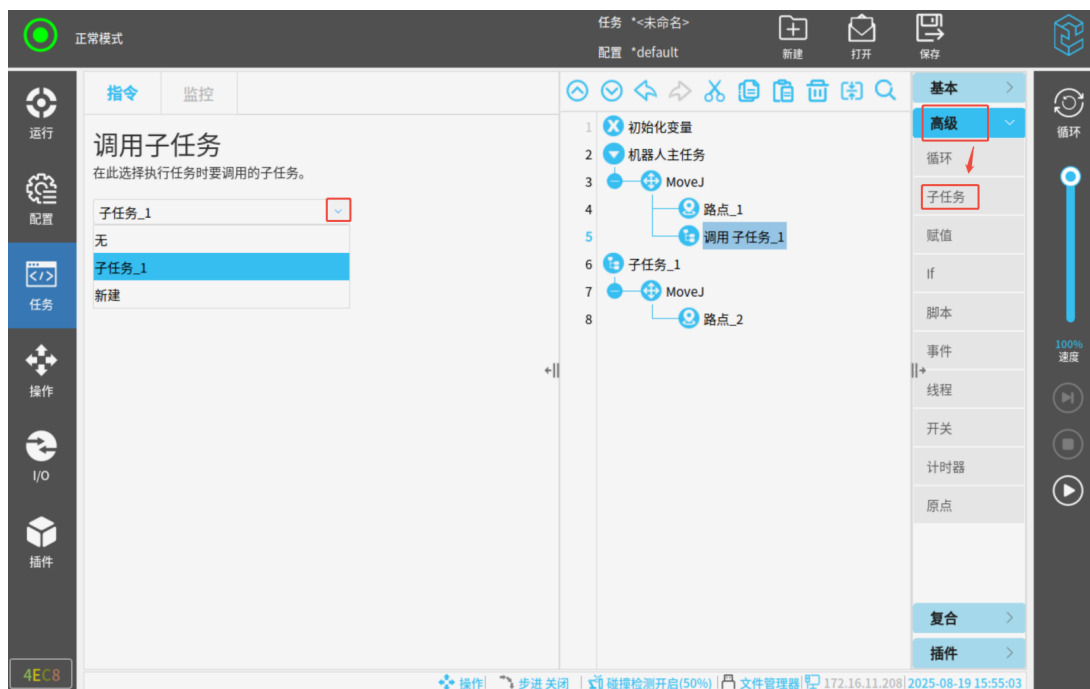 正常模式
任务 *<未命名>
配置 *default
新建
打开
保存
运行
配置
任务
操作
I/O
插件
4EC8
指令
监控
调用子任务
在此选择执行任务时要调用的子任务。
子任务_1
无
子任务_1
新建
1 初始化变量
2 机器人主任务
3 MoveJ
4 路点_1
5 调用 子任务_1
6 子任务_1
7 MoveJ
8 路点_2
基本
高级
循环
子任务
赋值
If
脚本
事件
线程
开关
计时器
原点
复合
插件
循环
100%
速度
操作 步进 关闭 碰撞检测开启(50%) 文件管理器 172.16.11.208 2025-08-19 15:55:03